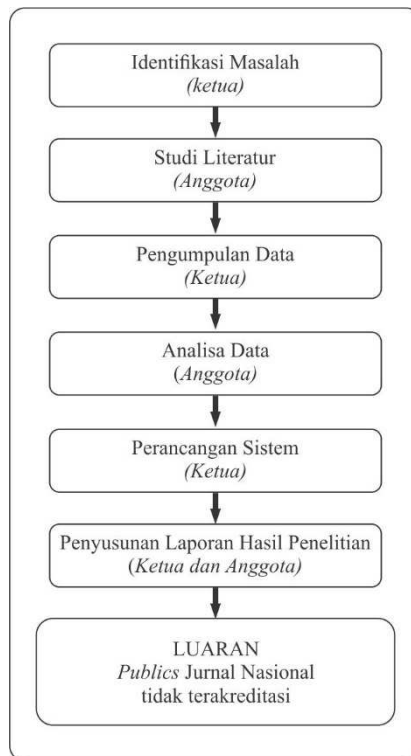 Identifikasi Masalah
(ketua)
Studi Literatur
(Anggota)
Pengumpulan Data
(Ketua)
Analisa Data
(Anggota)
Perancangan Sistem
(Ketua)
Penyusunan Laporan Hasil Penelitian
(Ketua dan Anggota)
LUARAN
Publics Jurnal Nasional
tidak terakreditasi